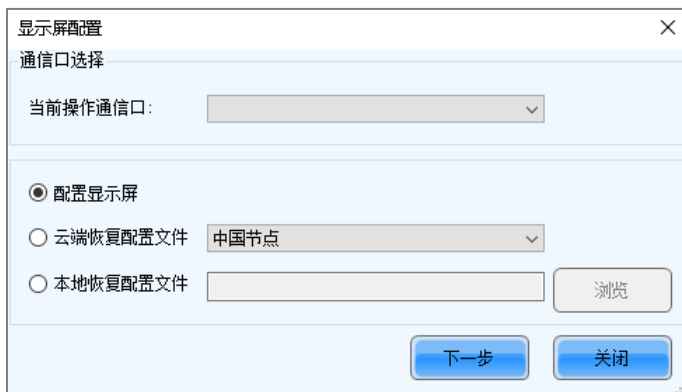 显示屏配置
通信口选择
当前操作通信口:
配置显示屏
云端恢复配置文件 中国节点
本地恢复配置文件 浏览
下一步 关闭